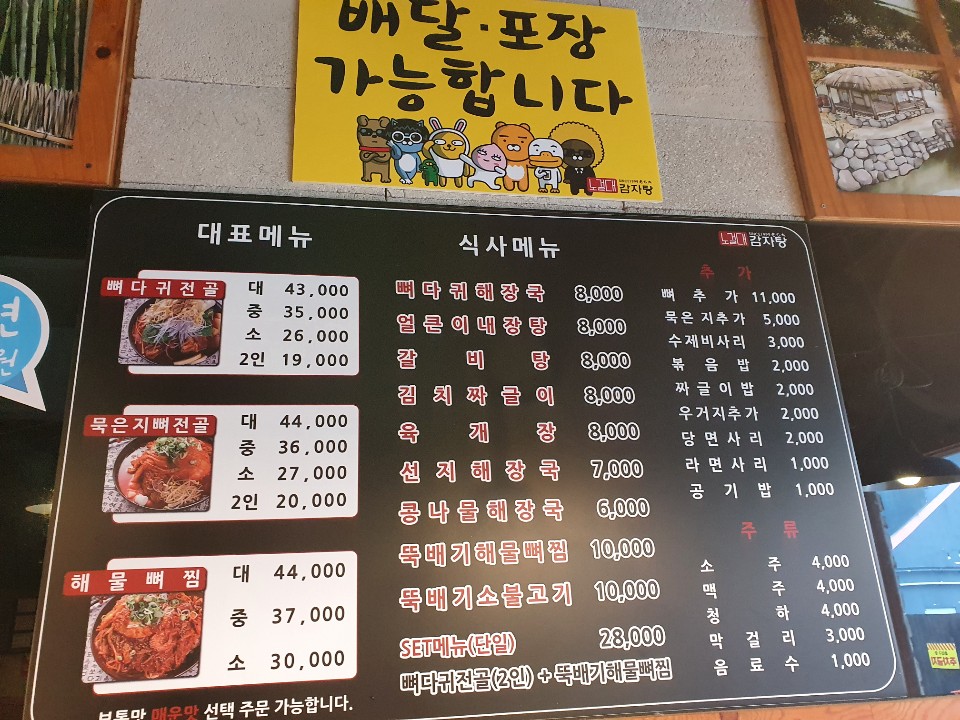 배달·포장
가능합니다
노걸대 감자탕
대표메뉴
뼈다귀전골
대 43,000
중 35,000
소 26,000
2인 19,000
묵은지뼈전골
대 44,000
중 36,000
소 27,000
2인 20,000
해물뼈찜
대 44,000
중 37,000
소 30,000
보통맛 매운맛 선택 주문 가능합니다.
식사메뉴
뼈다귀해장국 8,000
얼큰이내장탕 8,000
갈비탕 8,000
김치짜글이 8,000
육개장 8,000
선지해장국 7,000
콩나물해장국 6,000
뚝배기해물뼈찜 10,000
뚝배기소불고기 10,000
SET메뉴(단일) 28,000
뼈다귀전골(2인) + 뚝배기해물뼈찜
노걸대 감자탕
추가
뼈추가 11,000
묵은지추가 5,000
수제비사리 3,000
볶음밥 2,000
짜글이밥 2,000
우거지추가 2,000
당면사리 2,000
라면사리 1,000
공기밥 1,000
주류
소주 4,000
맥주 4,000
청하 4,000
막걸리 3,000
음료수 1,000